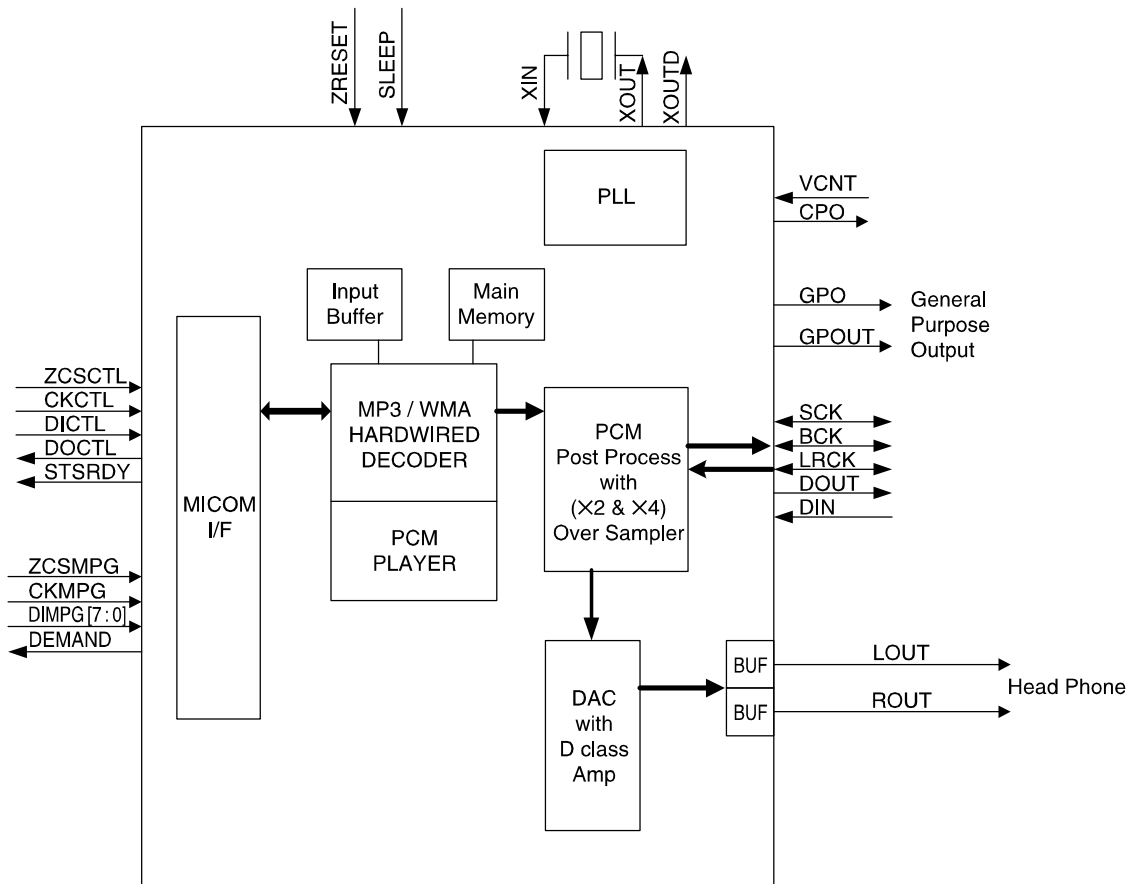 ZRESET
SLEEP
XIN
XOUT
XOUTD
PLL
VCNT
CPO
Input
Buffer
Main
Memory
GPO
GPOUT
General
Purpose
Output
ZCSCTL
CKCTL
DICTL
DOCTL
STSRDY
MICOM
I/F
MP3 / WMA
HARDWIRED
DECODER
PCM
PLAYER
PCM
Post Process
with
(×2 & ×4)
Over Sampler
SCK
BCK
LRCK
DOUT
DIN
ZCSMPG
CKMPG
DIMPG [7 : 0]
DEMAND
DAC
with
D class
Amp
BUF
BUF
LOUT
ROUT
Head Phone